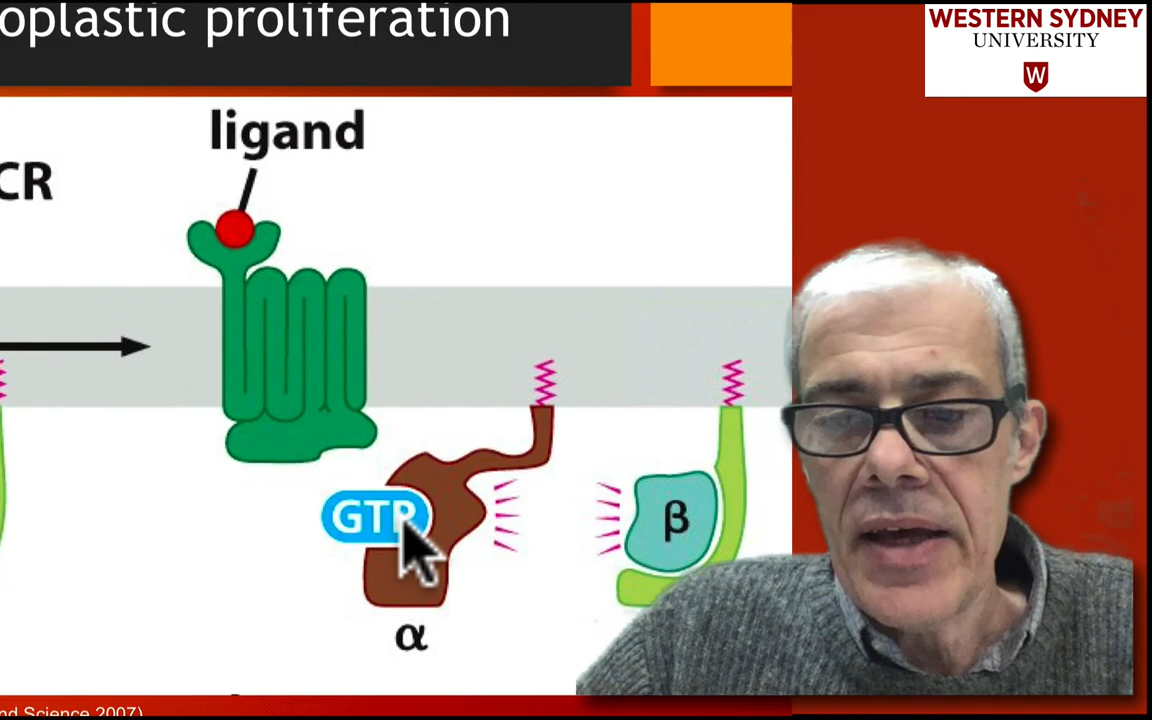 oplastic proliferation
WESTERN SYDNEY
UNIVERSITY
W
ligand
CR
GTP
β
α
nd Science 2007)